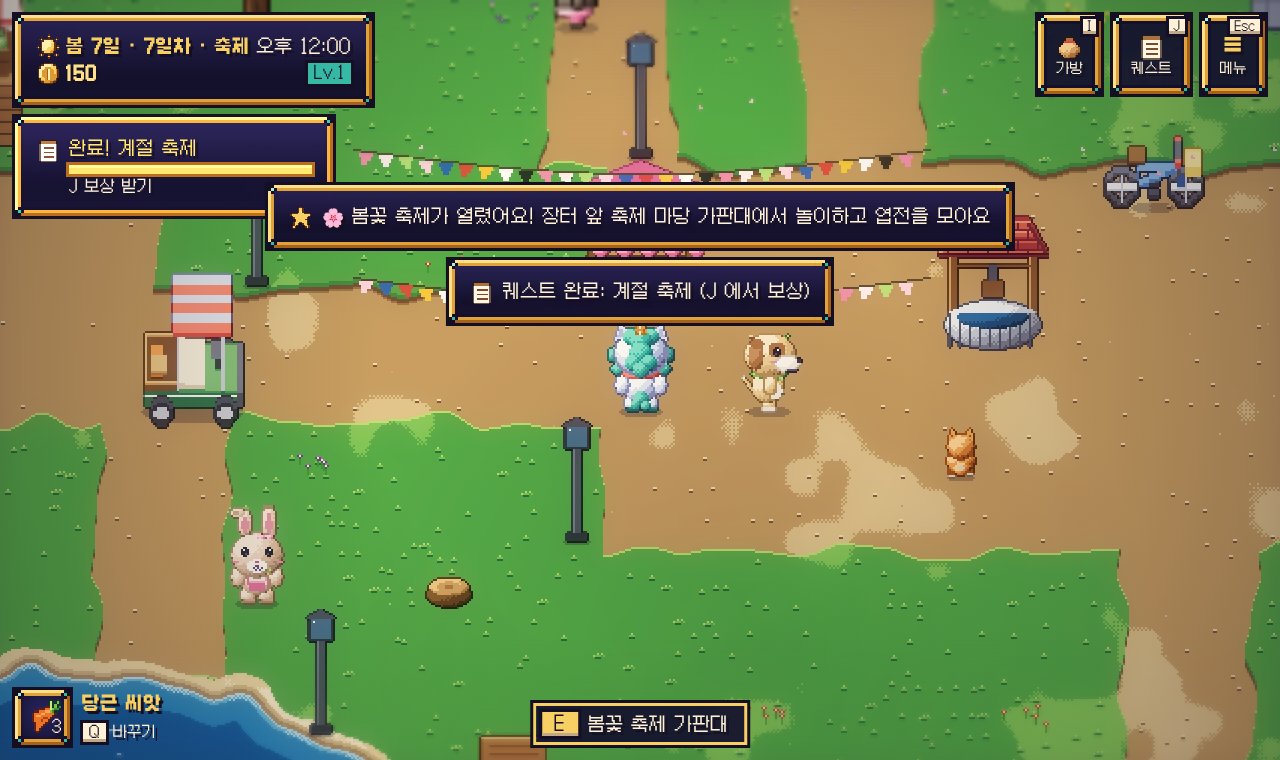 봄 7일 · 7일차 · 축제 오후 12:00
150
Lv.1
I
가방
J
퀘스트
Esc
메뉴
완료! 계절 축제
J 보상 받기
봄꽃 축제가 열렸어요! 장터 앞 축제 마당 가판대에서 놀이하고 엽전을 모아요
퀘스트 완료: 계절 축제 (J 에서 보상)
3
당근 씨앗
Q 바꾸기
E 봄꽃 축제 가판대